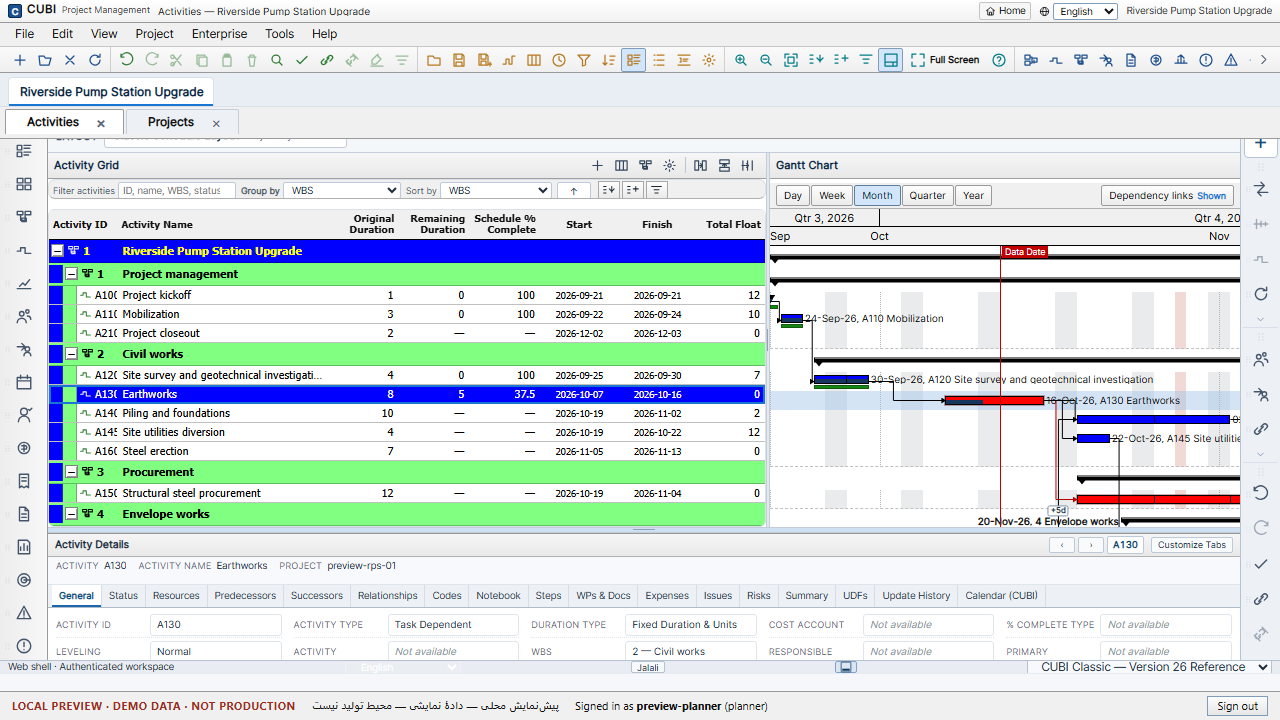 CUBI Project Management Activities — Riverside Pump Station Upgrade Home English Riverside Pump Station Upgrade
File Edit View Project Enterprise Tools Help
Full Screen
Riverside Pump Station Upgrade
Activities Projects
Activity Grid
Filter activities ID, name, WBS, status Group by WBS Sort by WBS
Activity ID Activity Name Original Duration Remaining Duration Schedule % Complete Start Finish Total Float
1 Riverside Pump Station Upgrade
1 Project management
Project kickoff 1 0 100 2026-09-21 2026-09-21 12
Mobilization 3 0 100 2026-09-22 2026-09-24 10
Project closeout 2 — — 2026-12-02 2026-12-03 0
2 Civil works
Site survey and geotechnical investigati... 4 0 100 2026-09-25 2026-09-30 7
Earthworks 8 5 37.5 2026-10-07 2026-10-16 0
Piling and foundations 10 — — 2026-10-19 2026-11-02 2
A145 Site utilities diversion 4 — — 2026-10-19 2026-10-22 12
Steel erection 7 — — 2026-11-05 2026-11-13 0
3 Procurement
Structural steel procurement 12 — — 2026-10-19 2026-11-04 0
4 Envelope works
Gantt Chart
Day Week Month Quarter Year Dependency links Shown
Qtr 3, 2026 Qtr 4, 20
Sep Oct Nov
Data Date
24-Sep-26, A110 Mobilization
30-Sep-26, A120 Site survey and geotechnical investigation
16-Oct-26, A130 Earthworks
22-Oct-26, A145 Site utilitie
+5d
20-Nov-26, 4 Envelope works
Activity Details A130 Customize Tabs
ACTIVITY A130 ACTIVITY NAME Earthworks PROJECT preview-rps-01
General Status Resources Predecessors Successors Relationships Codes Notebook Steps WPs & Docs Expenses Issues Risks Summary UDFs Update History Calendar (CUBI)
ACTIVITY ID A130 ACTIVITY TYPE Task Dependent DURATION TYPE Fixed Duration & Units COST ACCOUNT Not available % COMPLETE TYPE Not available
LEVELING Normal ACTIVITY Not available WBS 2 — Civil works RESPONSIBLE Not available PRIMARY Not available
Web shell · Authenticated workspace English Jalali CUBI Classic — Version 26 Reference
LOCAL PREVIEW · DEMO DATA · NOT PRODUCTION پیش‌نمایش محلی — دادهٔ نمایشی — محیط تولید نیست Signed in as preview-planner (planner) Sign out